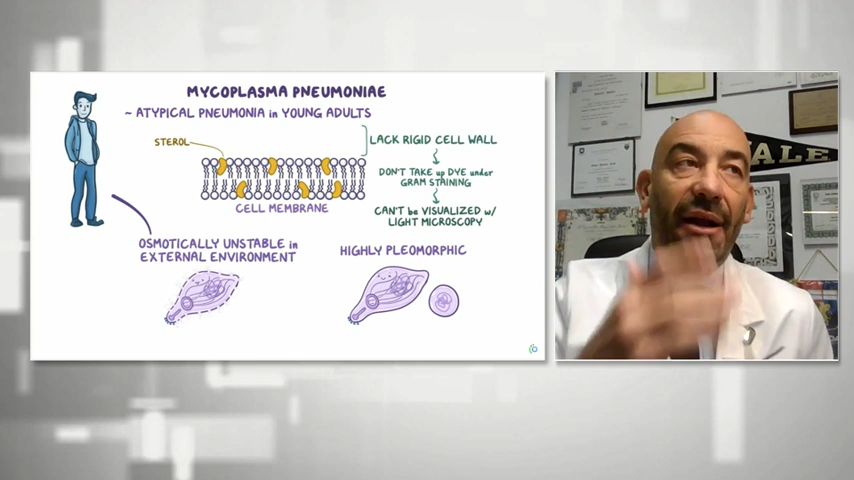 MYCOPLASMA PNEUMONIAE
~ ATYPICAL PNEUMONIA in YOUNG ADULTS
STEROL
LACK RIGID CELL WALL
DON'T TAKE up DYE under
GRAM STAINING
CELL MEMBRANE
CAN'T be VISUALIZED w/
LIGHT MICROSCOPY
OSMOTICALLY UNSTABLE in
EXTERNAL ENVIRONMENT
HIGHLY PLEOMORPHIC
ALE